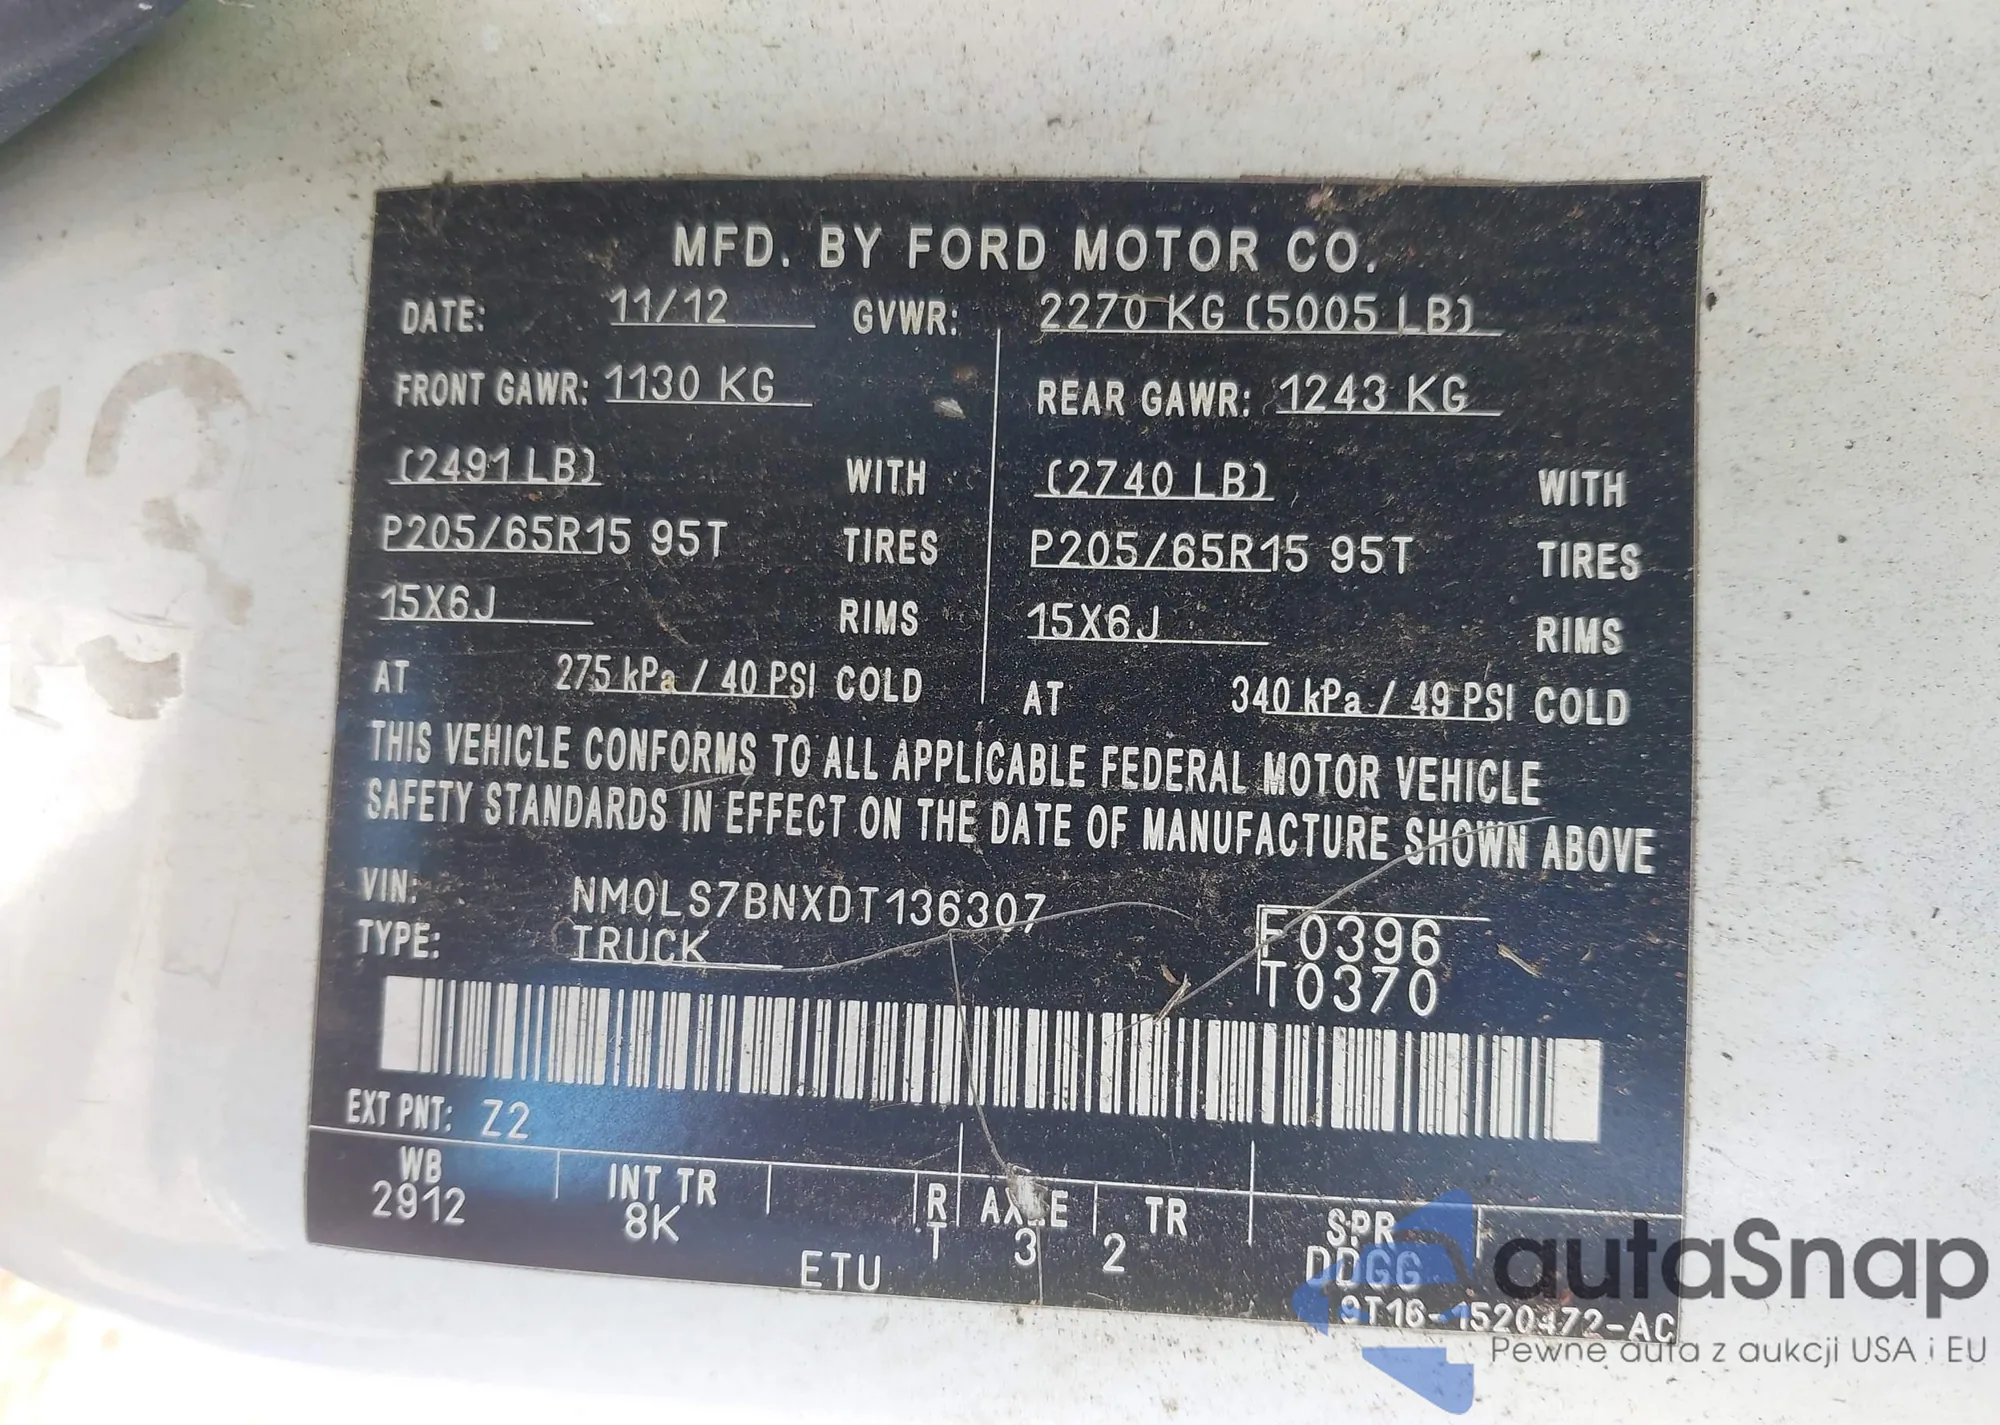 MFD. BY FORD MOTOR CO.
DATE: 11/12 GVWR: 2270 KG (5005 LB)
FRONT GAWR: 1130 KG REAR GAWR: 1243 KG
(2491 LB) WITH (2740 LB) WITH
P205/65R15 95T TIRES P205/65R15 95T TIRES
15X6J RIMS 15X6J RIMS
AT 275 kPa / 40 PSI COLD AT 340 kPa / 49 PSI COLD
THIS VEHICLE CONFORMS TO ALL APPLICABLE FEDERAL MOTOR VEHICLE
SAFETY STANDARDS IN EFFECT ON THE DATE OF MANUFACTURE SHOWN ABOVE
VIN: NM0LS7BNXDT136307
TYPE: TRUCK
F0396
T0370
EXT PNT: Z2
WB INT TR R AXLE TR SPR
2912 8K T 3 2 DDGG
ETU
9T16-1520472-AC
autaSnap
Pewne auta z aukcji USA i EU